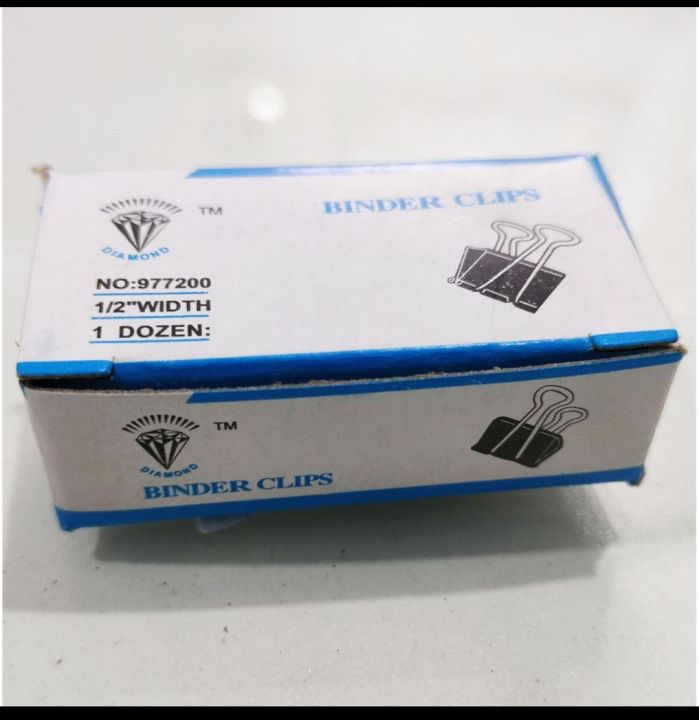 TM
BINDER CLIPS
DIAMOND
NO:977200
1/2"WIDTH
1 DOZEN:
TM
DIAMOND
BINDER CLIPS